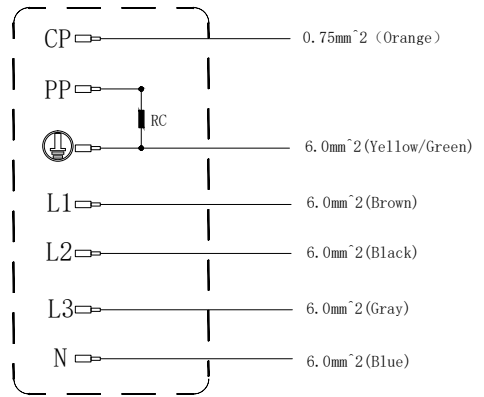 CP 0.75mm^2（Orange）
PP
RC
6.0mm^2(Yellow/Green)
L1 6.0mm^2(Brown)
L2 6.0mm^2(Black)
L3 6.0mm^2(Gray)
N 6.0mm^2(Blue)